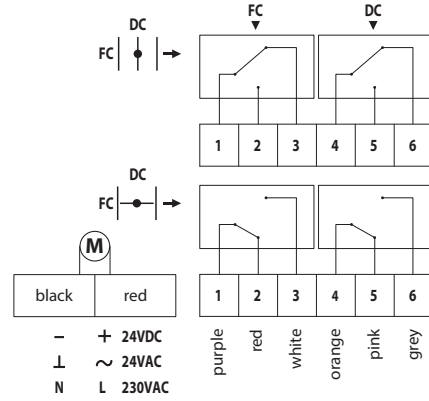 FC DC
DC
FC
1 2 3 4 5 6
DC
FC
M
black red
1 2 3 4 5 6
− + 24VDC
⊥ ~ 24VAC
N L 230VAC
purple
red
white
orange
pink
grey